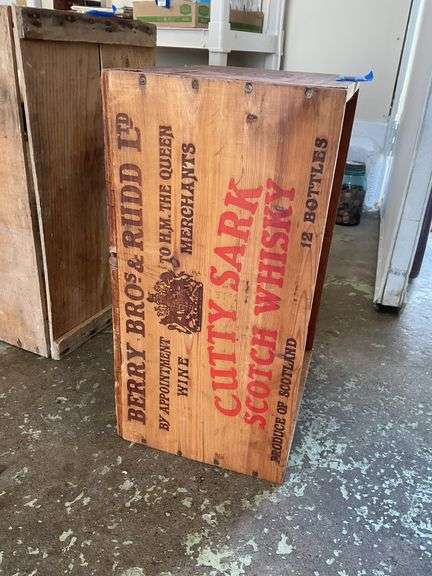 BERRY BROS & RUDD LTD
BY APPOINTMENT TO H.M. THE QUEEN
WINE MERCHANTS
CUTTY SARK
SCOTCH WHISKY
PRODUCE OF SCOTLAND 12 BOTTLES